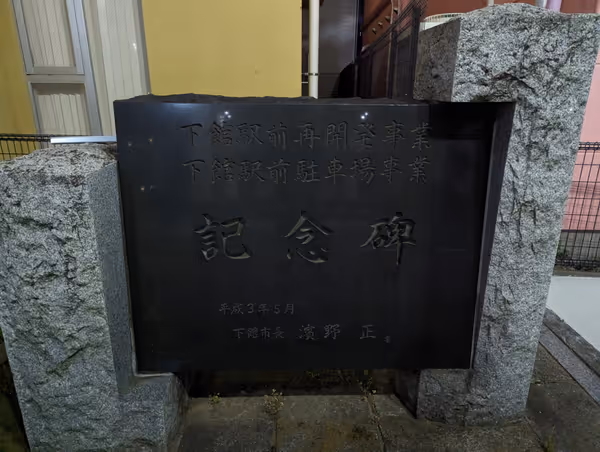 下館駅前再開発事業
下館駅前駐車場事業
記念碑
平成3年5月
下館市長 濱野 正